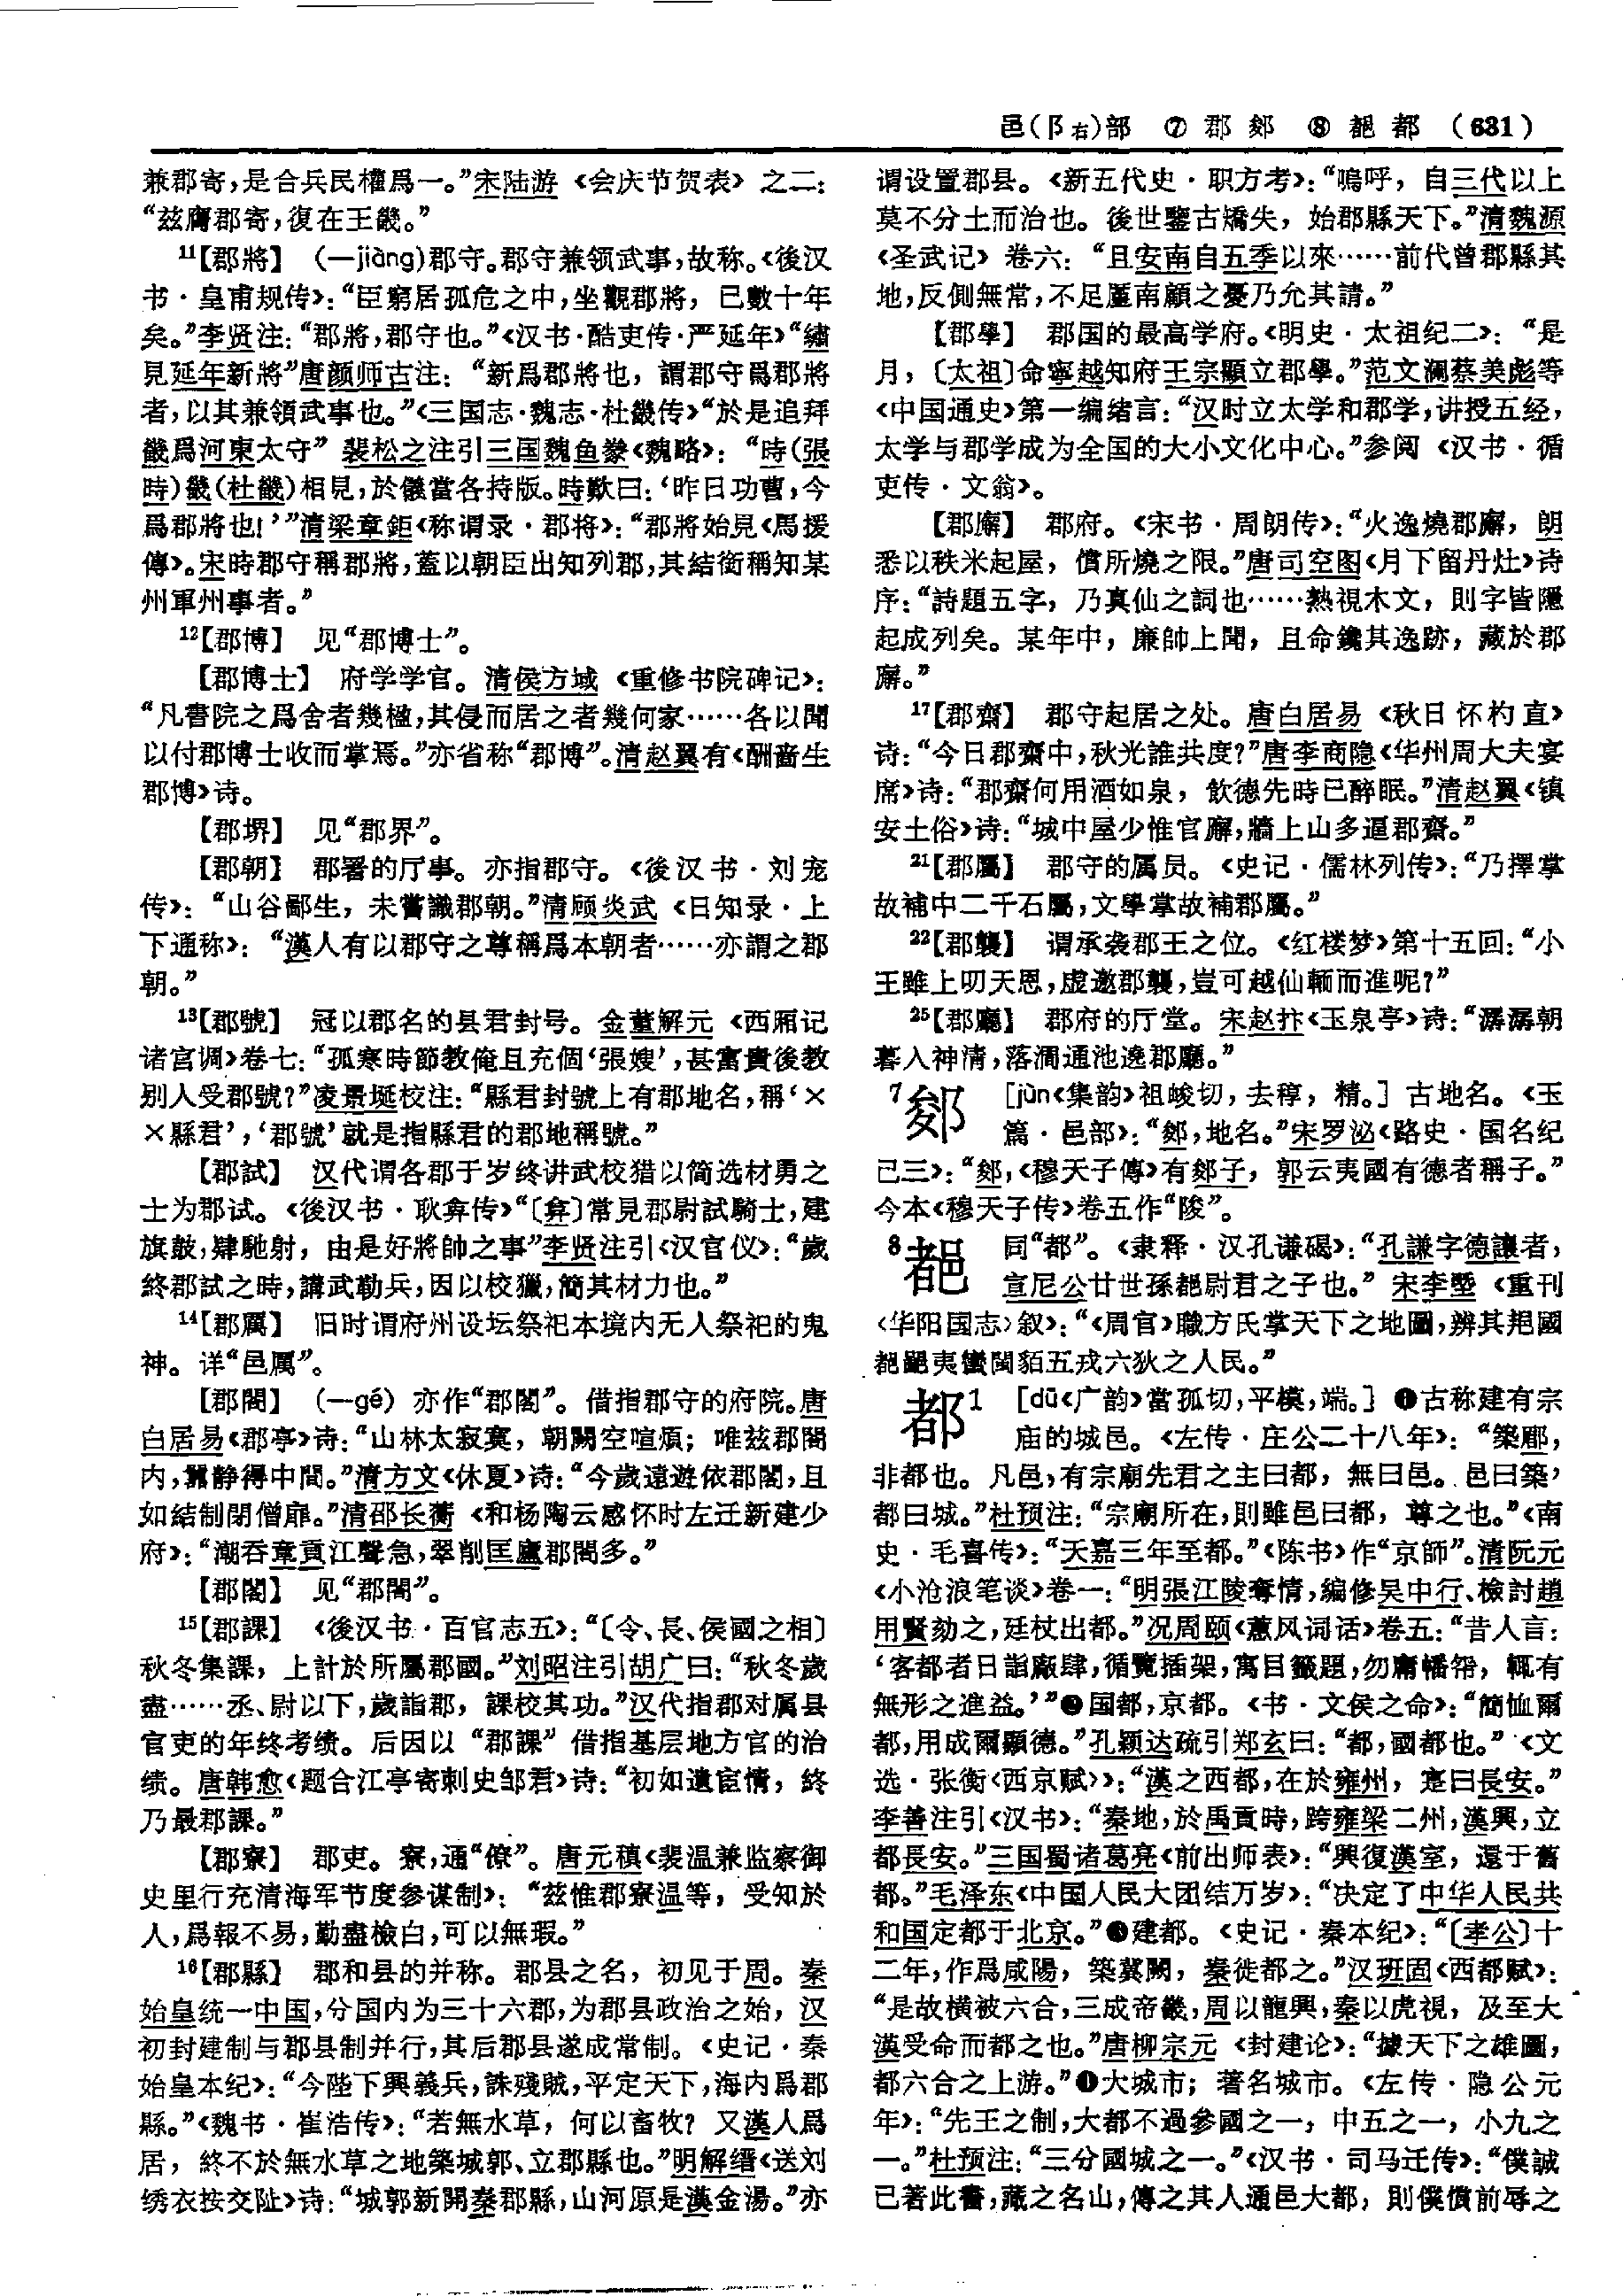 邑(阝右)部 ⑦ 郡 郯 ⑧ 𨜞 都 (631)
兼郡寄,是合兵民權爲一。”宋陆游《会庆节贺表》之二:
“兹膺郡寄,復在王畿。”
11【郡將】 (—jiàng)郡守。郡守兼领武事,故称。《後汉
书·皇甫规传》:“臣窮居孤危之中,坐觀郡將,已數十年
矣。”李贤注:“郡將,郡守也。”《汉书·酷吏传·严延年》“繡
見延年新將”唐颜师古注:“新爲郡將也,謂郡守爲郡將
者,以其兼領武事也。”《三国志·魏志·杜畿传》“於是追拜
畿爲河東太守”裴松之注引三国魏鱼豢《魏略》:“時(張
時)畿(杜畿)相見,於儀當各持版。時歎曰:‘昨日功曹,今
爲郡將也!’”清梁章鉅《称谓录·郡将》:“郡將始見《馬援
傳》。宋時郡守稱郡將,蓋以朝臣出知列郡,其結銜稱知某
州軍州事者。”
12【郡博】 见“郡博士”。
【郡博士】 府学学官。清侯方域《重修书院碑记》:
“凡書院之爲舍者幾楹,其侵而居之者幾何家……各以聞
以付郡博士收而掌焉。”亦省称“郡博”。清赵翼有《酬啬生
郡博》诗。
【郡堺】 见“郡界”。
【郡朝】 郡署的厅事。亦指郡守。《後汉书·刘宠
传》:“山谷鄙生,未嘗識郡朝。”清顾炎武《日知录·上
下通称》:“漢人有以郡守之尊稱爲本朝者……亦謂之郡
朝。”
13【郡號】 冠以郡名的县君封号。金董解元《西厢记
诸宫调》卷七:“孤寒時節教俺且充個‘張嫂’,甚富貴後教
别人受郡號?”凌景埏校注:“縣君封號上有郡地名,稱‘×
×縣君’,‘郡號’就是指縣君的郡地稱號。”
【郡試】 汉代谓各郡于岁终讲武校猎以简选材勇之
士为郡试。《後汉书·耿弇传》“〔弇〕常見郡尉試騎士,建
旗鼓,肄馳射,由是好將帥之事”李贤注引《汉官仪》:“歲
終郡試之時,講武勒兵,因以校獵,簡其材力也。”
14【郡厲】 旧时谓府州设坛祭祀本境内无人祭祀的鬼
神。详“邑厲”。
【郡閤】 (—gé) 亦作“郡閣”。借指郡守的府院。唐
白居易《郡亭》诗:“山林太寂寞,朝闕空喧煩;唯兹郡閤
内,囂静得中間。”清方文《休夏》诗:“今歲遠遊依郡閣,且
如結制閉僧扉。”清邵长蘅《和杨陶云感怀时左迁新建少
府》:“潮吞章貢江聲急,翠削匡廬郡閣多。”
【郡閣】 见“郡閤”。
15【郡課】 《後汉书·百官志五》:“〔令、長、侯國之相〕
秋冬集課,上計於所屬郡國。”刘昭注引胡广曰:“秋冬歲
盡……丞、尉以下,歲詣郡,課校其功。”汉代指郡对属县
官吏的年终考绩。后因以“郡課”借指基层地方官的治
绩。唐韩愈《题合江亭寄刺史邹君》诗:“初如遺宦情,終
乃最郡課。”
【郡寮】 郡吏。寮,通“僚”。唐元稹《裴温兼监察御
史里行充清海军节度参谋制》:“兹惟郡寮温等,受知於
人,爲報不易,勤盡檢白,可以無瑕。”
16【郡縣】 郡和县的并称。郡县之名,初见于周。秦
始皇统一中国,分国内为三十六郡,为郡县政治之始,汉
初封建制与郡县制并行,其后郡县遂成常制。《史记·秦
始皇本纪》:“今陛下興義兵,誅殘賊,平定天下,海内爲郡
縣。”《魏书·崔浩传》:“若無水草,何以畜牧?又漢人爲
居,終不於無水草之地築城郭、立郡縣也。”明解缙《送刘
绣衣按交阯》诗:“城郭新開秦郡縣,山河原是漢金湯。”亦
谓设置郡县。《新五代史·职方考》:“嗚呼,自三代以上
莫不分土而治也。後世鑒古矯失,始郡縣天下。”清魏源
《圣武记》卷六:“且安南自五季以來……前代曾郡縣其
地,反側無常,不足厪南顧之憂乃允其請。”
【郡學】 郡国的最高学府。《明史·太祖纪二》:“是
月,〔太祖〕命寧越知府王宗顯立郡學。”范文澜蔡美彪等
《中国通史》第一编绪言:“汉时立太学和郡学,讲授五经,
太学与郡学成为全国的大小文化中心。”参阅《汉书·循
吏传·文翁》。
【郡廨】 郡府。《宋书·周朗传》:“火逸燒郡廨,朗
悉以秩米起屋,償所燒之限。”唐司空图《月下留丹灶》诗
序:“詩題五字,乃真仙之詞也……熟視木文,則字皆隱
起成列矣。某年中,廉帥上聞,且命鑱其逸跡,藏於郡
廨。”
17【郡齋】 郡守起居之处。唐白居易《秋日怀杓直》
诗:“今日郡齋中,秋光誰共度?”唐李商隐《华州周大夫宴
席》诗:“郡齋何用酒如泉,飲德先時已醉眠。”清赵翼《镇
安土俗》诗:“城中屋少惟官廨,牆上山多逼郡齋。”
21【郡屬】 郡守的属员。《史记·儒林列传》:“乃擇掌
故補中二千石屬,文學掌故補郡屬。”
22【郡襲】 谓承袭郡王之位。《红楼梦》第十五回:“小
王雖上叨天恩,虚邀郡襲,豈可越仙輀而進呢?”
25【郡廳】 郡府的厅堂。宋赵抃《玉泉亭》诗:“潺潺朝
暮入神清,落澗通池逸郡廳。”
7 䣺 [jùn《集韵》祖峻切,去稕,精。] 古地名。《玉
篇·邑部》:“䣺,地名。”宋罗泌《路史·国名纪
已三》:“䣺,《穆天子傳》有䣺子,郭云夷國有德者稱子。”
今本《穆天子传》卷五作“陖”。
8 𨜞 同“都”。《隶释·汉孔谦碣》:“孔謙字德讓者,
宣尼公廿世孫𨜞尉君之子也。” 宋李𡐛《重刊
《华阳国志》叙》:“《周官》職方氏掌天下之地圖,辨其邦國
𨜞鄙夷蠻閩貉五戎六狄之人民。”
都1 [dū《广韵》當孤切,平模,端。] ❶古称建有宗
庙的城邑。《左传·庄公二十八年》:“築郿,
非都也。凡邑,有宗廟先君之主曰都,無曰邑。邑曰築,
都曰城。”杜预注:“宗廟所在,則雖邑曰都,尊之也。”《南
史·毛喜传》:“天嘉三年至都。”《陈书》作“京師”。清阮元
《小沧浪笔谈》卷一:“明張江陵奪情,編修吴中行、檢討趙
用賢劾之,廷杖出都。”况周颐《蕙风词话》卷五:“昔人言:
‘客都者日詣廠肆,循覽插架,寓目籤題,勿庸幡帋,輒有
無形之進益。’”❷国都,京都。《书·文侯之命》:“簡恤爾
都,用成爾顯德。”孔颖达疏引郑玄曰:“都,國都也。”《文
选·张衡〈西京赋〉》:“漢之西都,在於雍州,寔曰長安。”
李善注引《汉书》:“秦地,於禹貢時,跨雍梁二州,漢興,立
都長安。”三国蜀诸葛亮《前出师表》:“興復漢室,還于舊
都。”毛泽东《中国人民大团结万岁》:“决定了中华人民共
和国定都于北京。”❸建都。《史记·秦本纪》:“〔孝公〕十
二年,作爲咸陽,築冀闕,秦徙都之。”汉班固《西都赋》:
“是故横被六合,三成帝畿,周以龍興,秦以虎視,及至大
漢受命而都之也。”唐柳宗元《封建论》:“據天下之雄圖,
都六合之上游。”❹大城市;著名城市。《左传·隐公元
年》:“先王之制,大都不過參國之一,中五之一,小九之
一。”杜预注:“三分國城之一。”《汉书·司马迁传》:“僕誠
已著此書,藏之名山,傳之其人通邑大都,則僕償前辱之